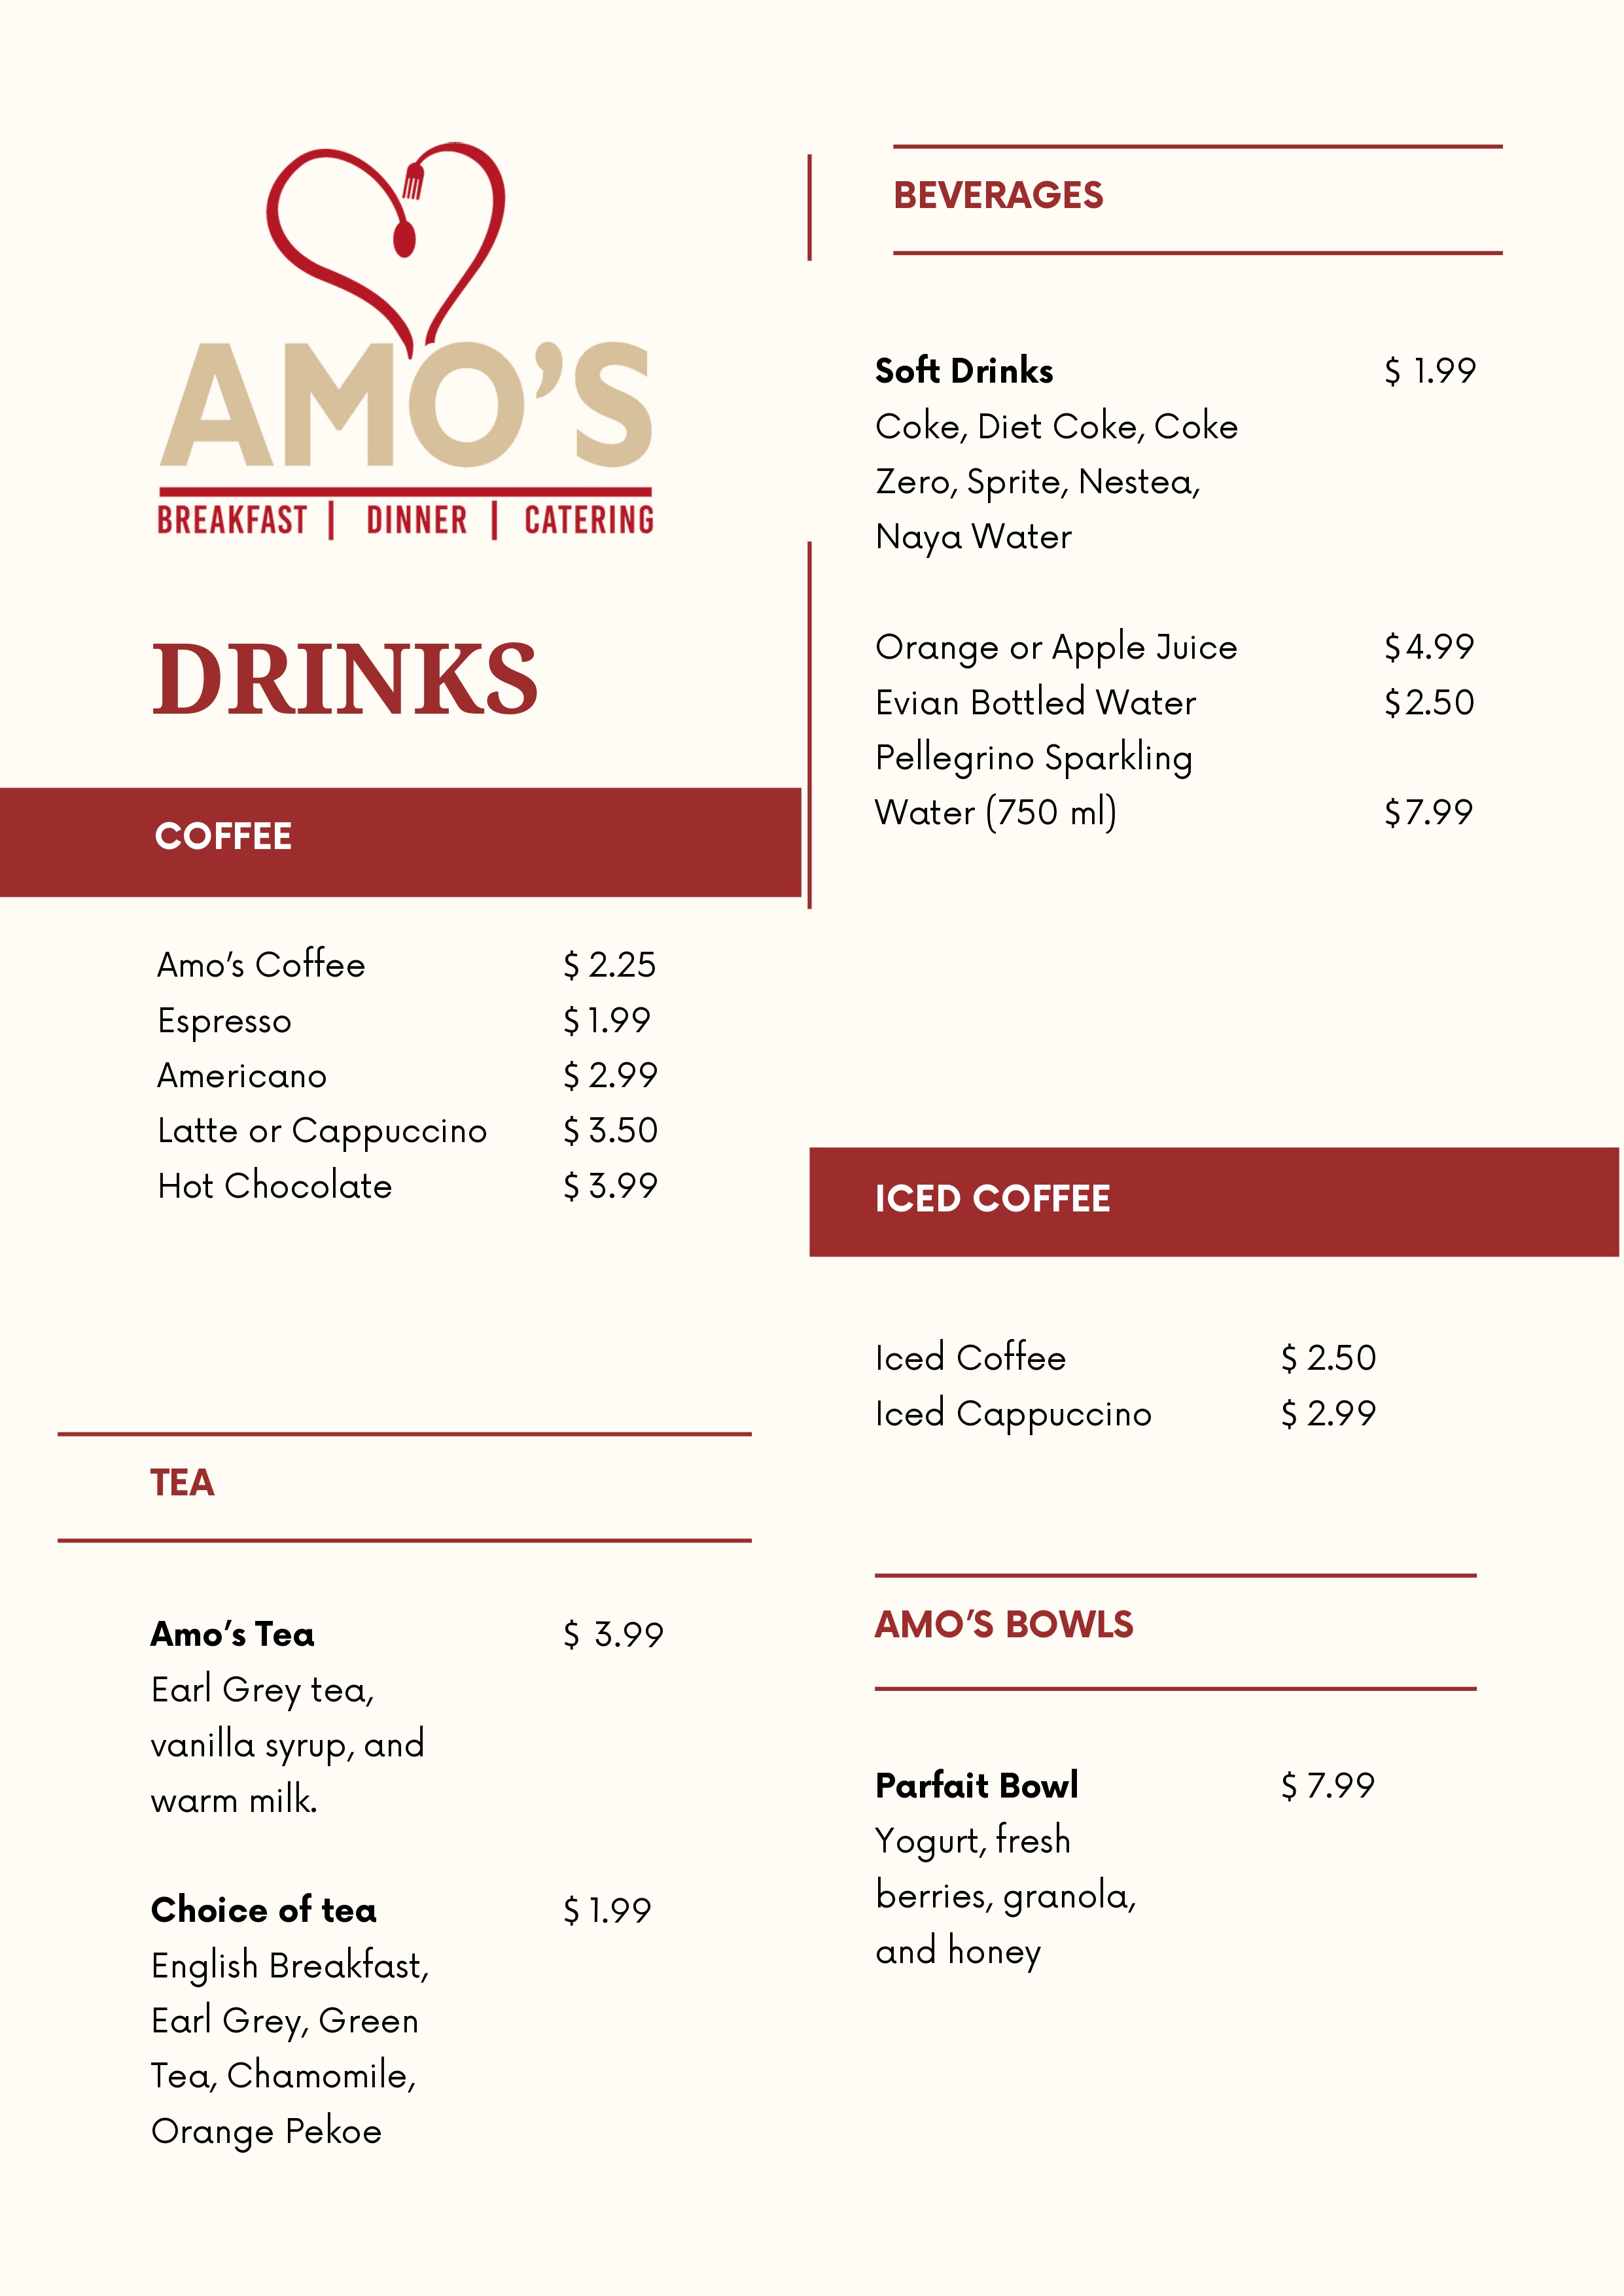 AMO'S
BREAKFAST | DINNER | CATERING
DRINKS
COFFEE
Amo's Coffee $ 2.25
Espresso $ 1.99
Americano $ 2.99
Latte or Cappuccino $ 3.50
Hot Chocolate $ 3.99
TEA
Amo's Tea $ 3.99
Earl Grey tea,
vanilla syrup, and
warm milk.
Choice of tea $ 1.99
English Breakfast,
Earl Grey, Green
Tea, Chamomile,
Orange Pekoe
BEVERAGES
Soft Drinks $ 1.99
Coke, Diet Coke, Coke
Zero, Sprite, Nestea,
Naya Water
Orange or Apple Juice $4.99
Evian Bottled Water $2.50
Pellegrino Sparkling
Water (750 ml) $7.99
ICED COFFEE
Iced Coffee $ 2.50
Iced Cappuccino $ 2.99
AMO'S BOWLS
Parfait Bowl $ 7.99
Yogurt, fresh
berries, granola,
and honey